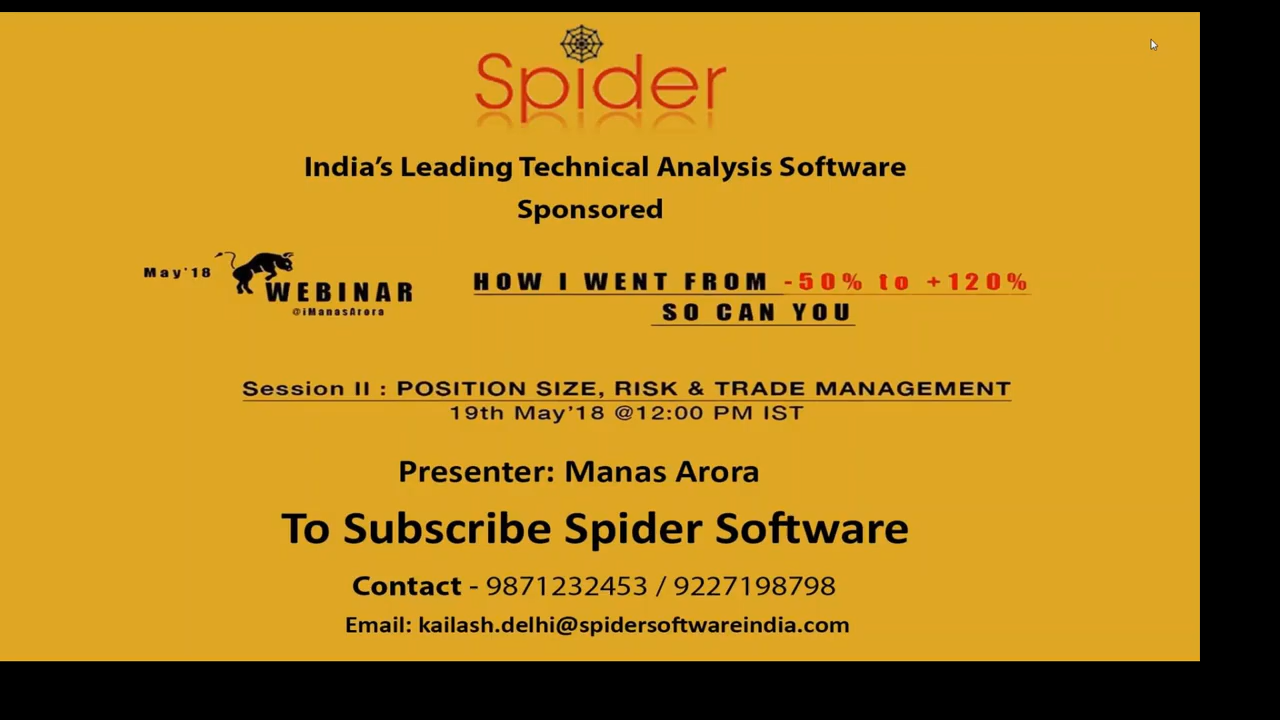 Spider
India's Leading Technical Analysis Software
Sponsored
May'18
WEBINAR
@iManasArora
HOW I WENT FROM -50% to +120%
SO CAN YOU
Session II : POSITION SIZE, RISK & TRADE MANAGEMENT
19th May'18 @12:00 PM IST
Presenter: Manas Arora
To Subscribe Spider Software
Contact - 9871232453 / 9227198798
Email: kailash.delhi@spidersoftwareindia.com